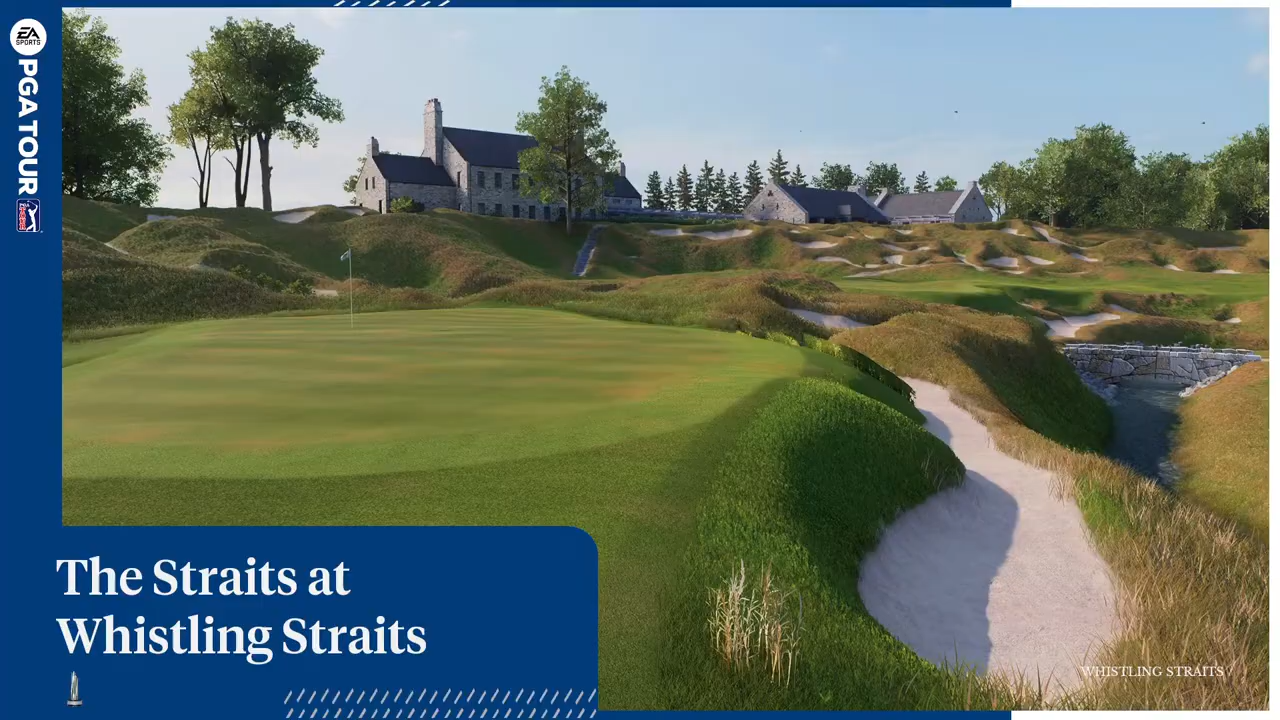 EA
SPORTS
PGA TOUR
The Straits at
Whistling Straits
WHISTLING STRAITS